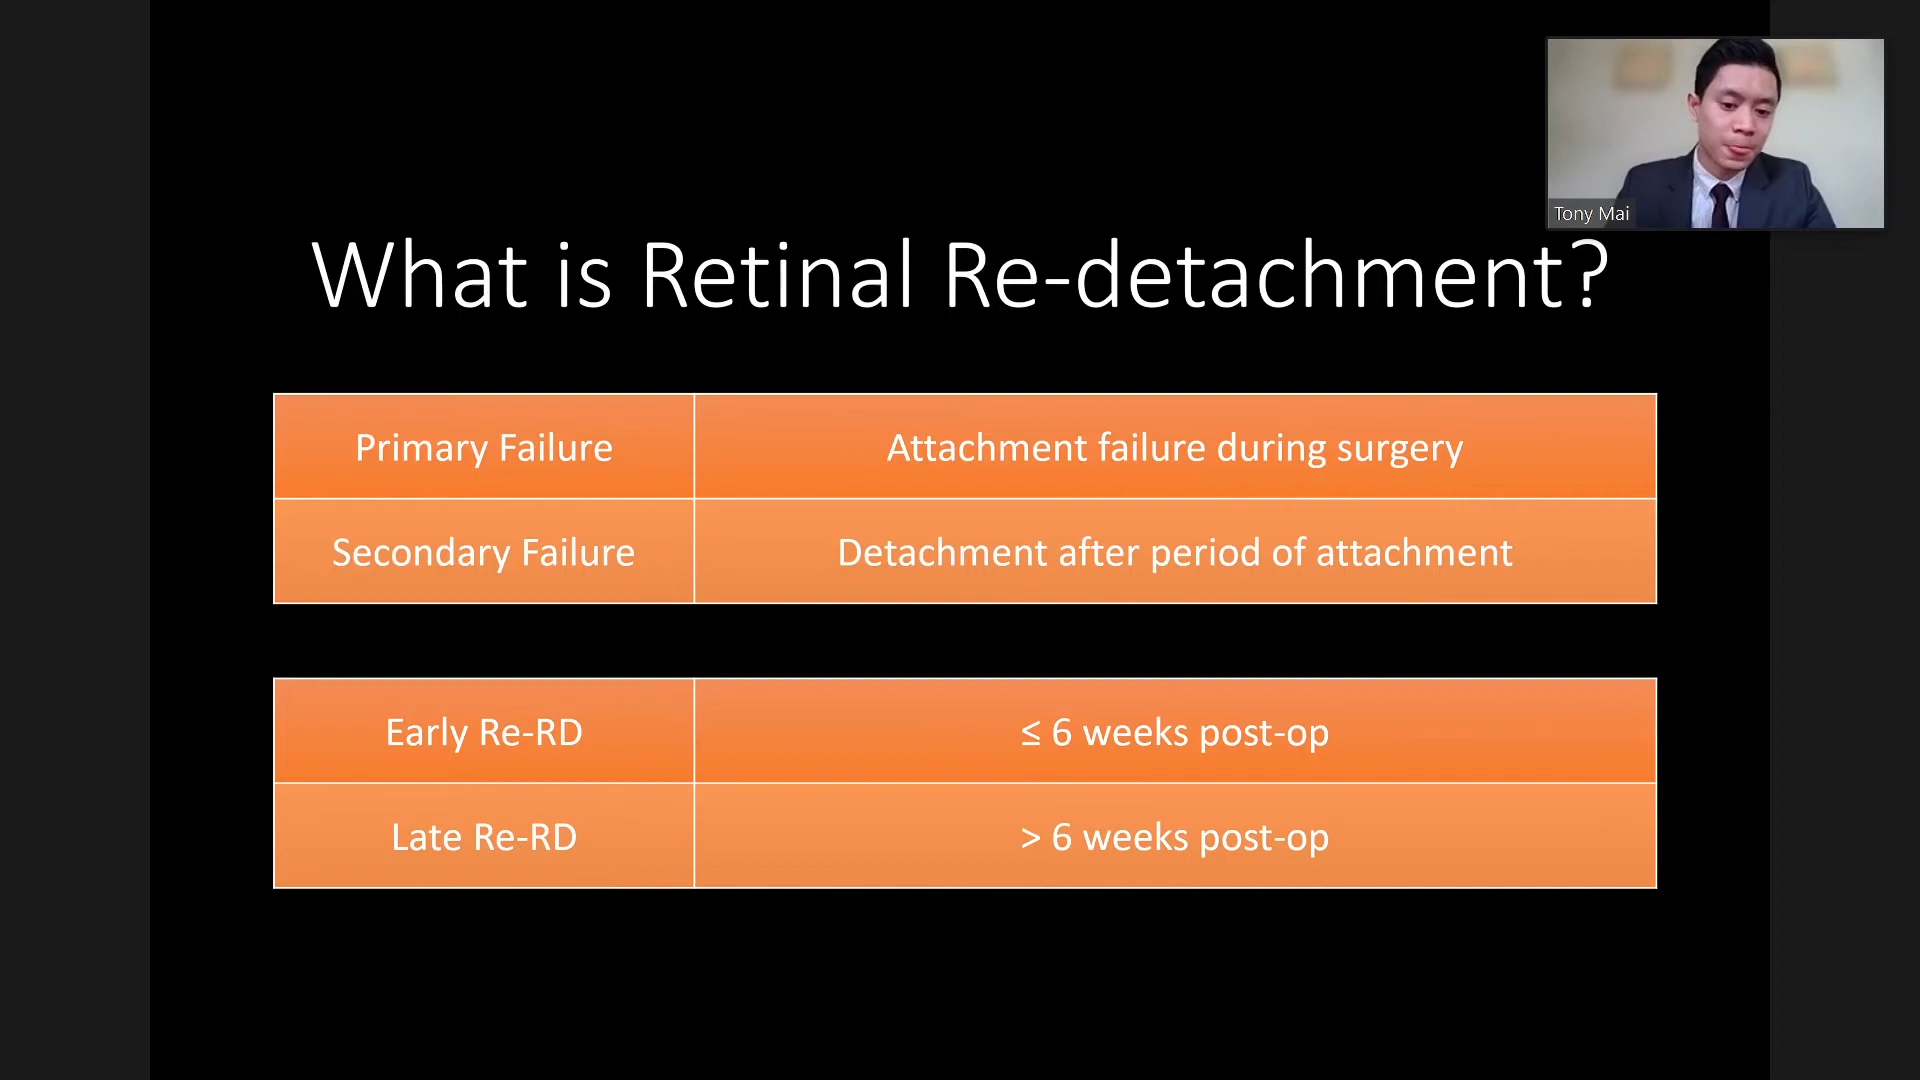 Tony Mai
What is Retinal Re-detachment?
Primary Failure
Attachment failure during surgery
Secondary Failure
Detachment after period of attachment
Early Re-RD
≤ 6 weeks post-op
Late Re-RD
> 6 weeks post-op